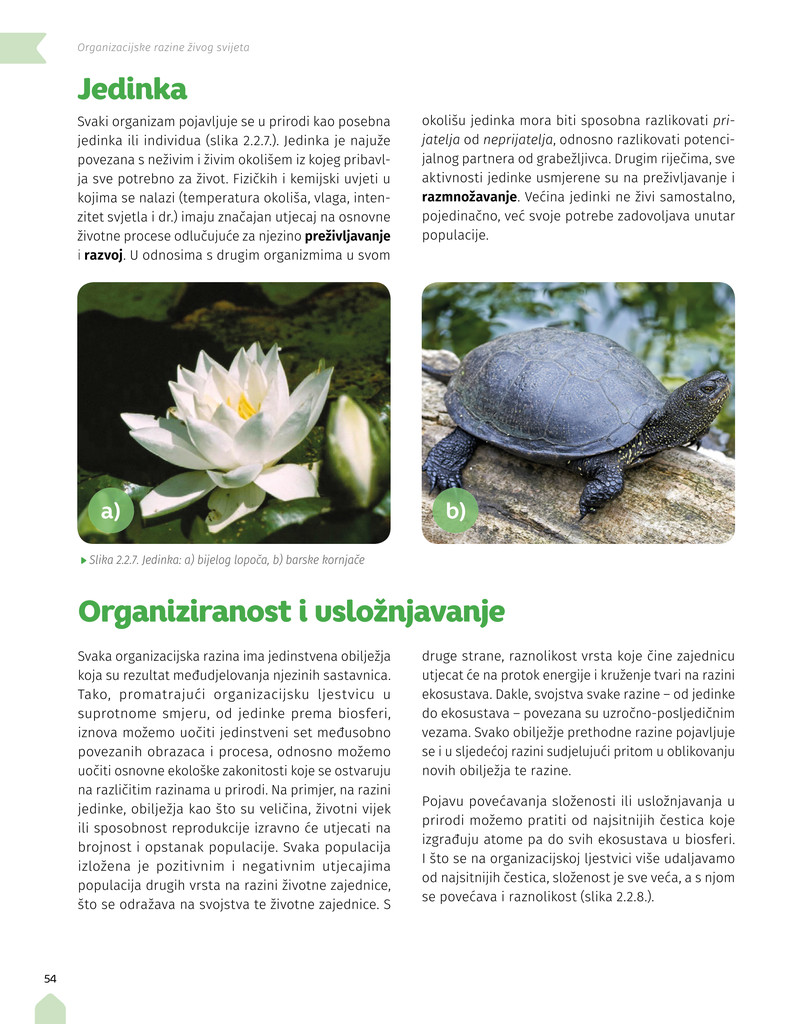 Organizacijske razine živog svijeta
Jedinka
Svaki organizam pojavljuje se u prirodi kao posebna
jedinka ili individua (slika 2.2.7.). Jedinka je najuže
povezana s neživim i živim okolišem iz kojeg pribavl-
ja sve potrebno za život. Fizičkih i kemijski uvjeti u
kojima se nalazi (temperatura okoliša, vlaga, inten-
zitet svjetla i dr.) imaju značajan utjecaj na osnovne
životne procese odlučujuće za njezino preživljavanje
i razvoj. U odnosima s drugim organizmima u svom
okolišu jedinka mora biti sposobna razlikovati pri-
jatelja od neprijatelja, odnosno razlikovati potenci-
jalnog partnera od grabežljivca. Drugim riječima, sve
aktivnosti jedinke usmjerene su na preživljavanje i
razmnožavanje. Većina jedinki ne živi samostalno,
pojedinačno, već svoje potrebe zadovoljava unutar
populacije.
a)
b)
Slika 2.2.7. Jedinka: a) bijelog lopoča, b) barske kornjače
Organiziranost i usložnjavanje
Svaka organizacijska razina ima jedinstvena obilježja
koja su rezultat međudjelovanja njezinih sastavnica.
Tako, promatrajući organizacijsku ljestvicu u
suprotnome smjeru, od jedinke prema biosferi,
iznova možemo uočiti jedinstveni set međusobno
povezanih obrazaca i procesa, odnosno možemo
uočiti osnovne ekološke zakonitosti koje se ostvaruju
na različitim razinama u prirodi. Na primjer, na razini
jedinke, obilježja kao što su veličina, životni vijek
ili sposobnost reprodukcije izravno će utjecati na
brojnost i opstanak populacije. Svaka populacija
izložena je pozitivnim i negativnim utjecajima
populacija drugih vrsta na razini životne zajednice,
što se odražava na svojstva te životne zajednice. S
druge strane, raznolikost vrsta koje čine zajednicu
utjecat će na protok energije i kruženje tvari na razini
ekosustava. Dakle, svojstva svake razine – od jedinke
do ekosustava – povezana su uzročno-posljedičnim
vezama. Svako obilježje prethodne razine pojavljuje
se i u sljedećoj razini sudjelujući pritom u oblikovanju
novih obilježja te razine.
Pojavu povećavanja složenosti ili usložnjavanja u
prirodi možemo pratiti od najsitnijih čestica koje
izgrađuju atome pa do svih ekosustava u biosferi.
I što se na organizacijskoj ljestvici više udaljavamo
od najsitnijih čestica, složenost je sve veća, a s njom
se povećava i raznolikost (slika 2.2.8.).
54